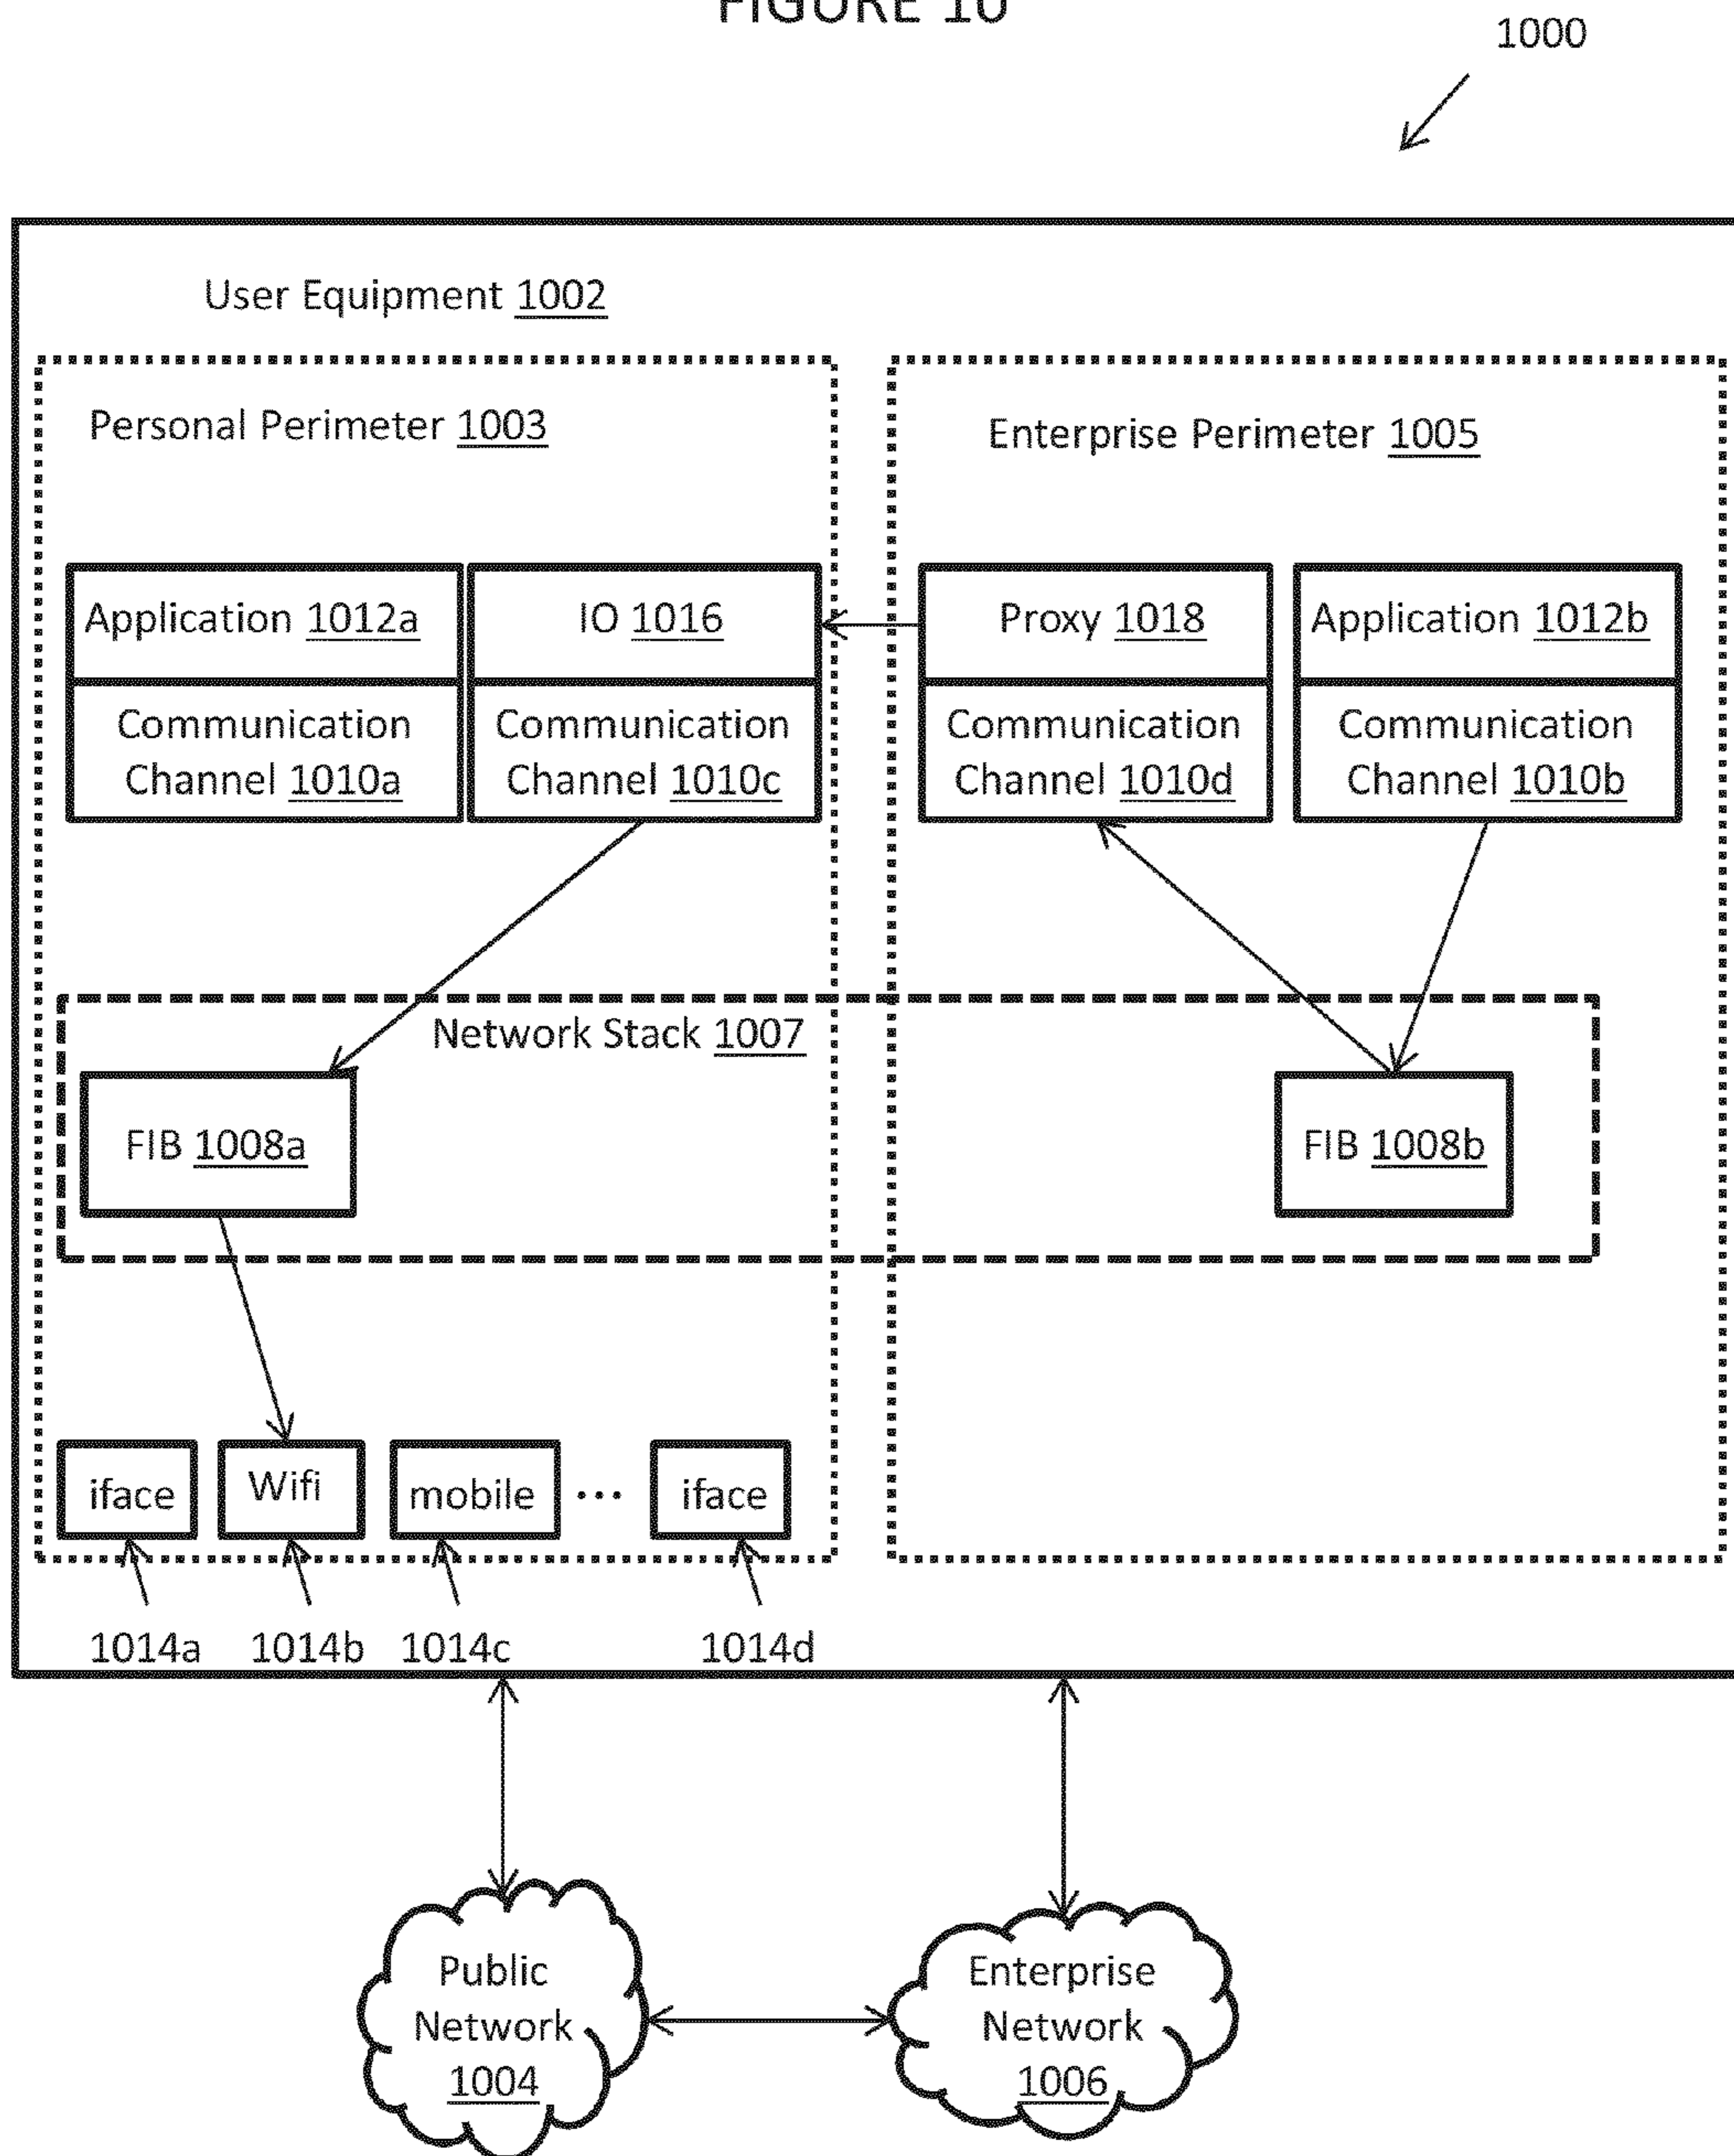 FIGURE 10
1000
User Equipment 1002
Personal Perimeter 1003
Enterprise Perimeter 1005
Application 1012a
IO 1016
Proxy 1018
Application 1012b
Communication
Channel 1010a
Communication
Channel 1010c
Communication
Channel 1010d
Communication
Channel 1010b
Network Stack 1007
FIB 1008a
FIB 1008b
iface
Wifi
mobile
...
iface
1014a
1014b
1014c
1014d
Public
Network
1004
Enterprise
Network
1006